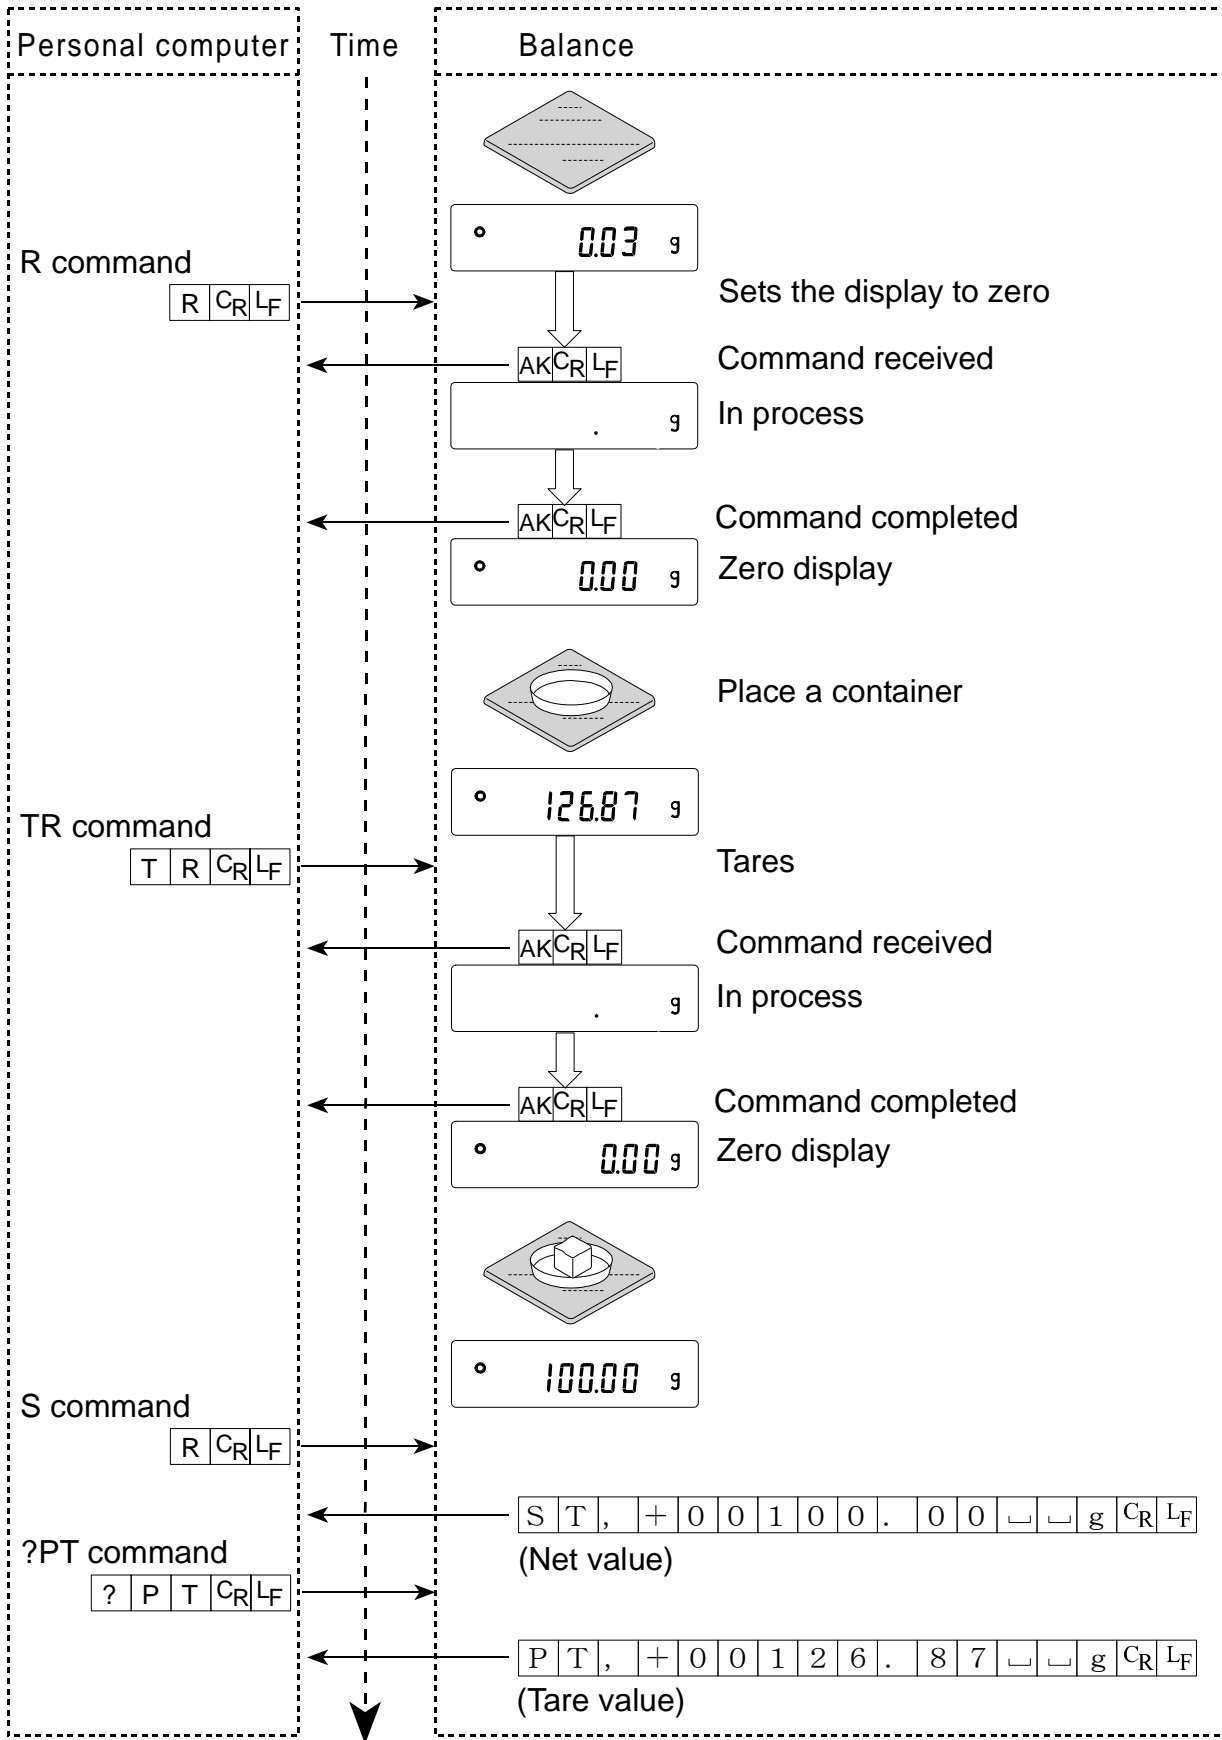 Personal computer Time Balance
0.03 g
R command
R CR LF
Sets the display to zero
AK CR LF Command received
. g In process
AK CR LF Command completed
0.00 g Zero display
Place a container
126.87 g
TR command
T R CR LF
Tares
AK CR LF Command received
. g In process
AK CR LF Command completed
0.00 g Zero display
100.00 g
S command
R CR LF
S T , + 0 0 1 0 0 . 0 0 ␣ ␣ g CR LF
(Net value)
?PT command
? P T CR LF
P T , + 0 0 1 2 6 . 8 7 ␣ ␣ g CR LF
(Tare value)